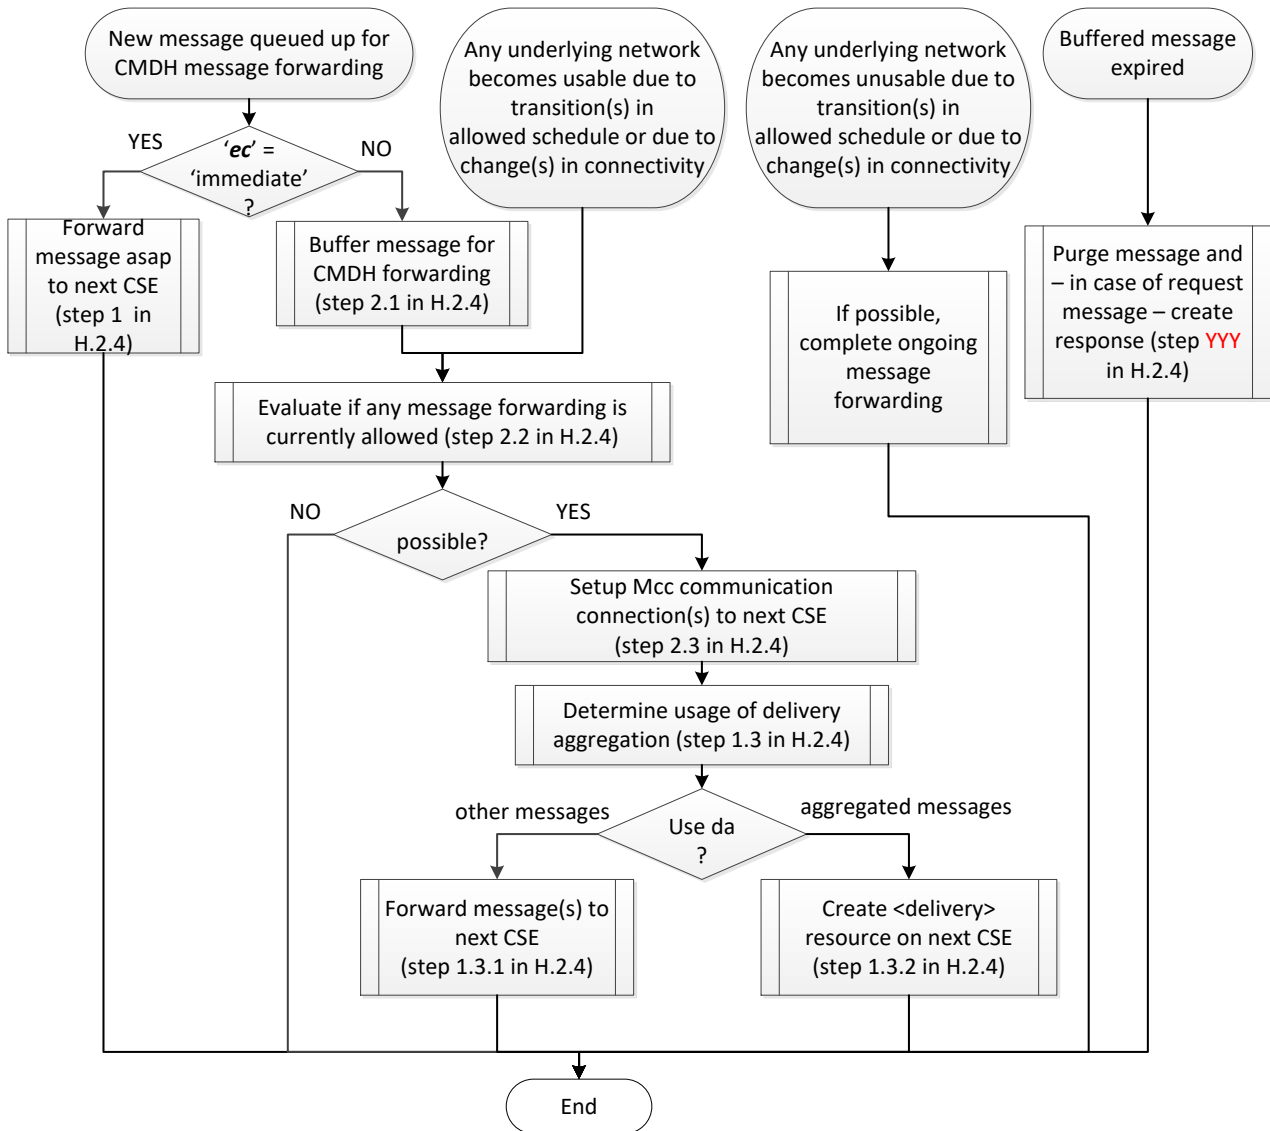 New message queued up for
CMDH message forwarding
Any underlying network
becomes usable due to
transition(s) in
allowed schedule or due to
change(s) in connectivity
Any underlying network
becomes unusable due to
transition(s) in
allowed schedule or due to
change(s) in connectivity
Buffered message
expired
YES
‘ec’ =
‘immediate’
?
NO
Forward
message asap
to next CSE
(step 1  in
H.2.4)
Buffer message for
CMDH forwarding
(step 2.1 in H.2.4)
If possible,
complete ongoing
message
forwarding
Purge message and
– in case of request
message – create
response (step YYY
in H.2.4)
Evaluate if any message forwarding is
currently allowed (step 2.2 in H.2.4)
NO
possible?
YES
Setup Mcc communication
connection(s) to next CSE
(step 2.3 in H.2.4)
Determine usage of delivery
aggregation (step 1.3 in H.2.4)
other messages
Use da
?
aggregated messages
Forward message(s) to
next CSE
(step 1.3.1 in H.2.4)
Create <delivery>
resource on next CSE
(step 1.3.2 in H.2.4)
End